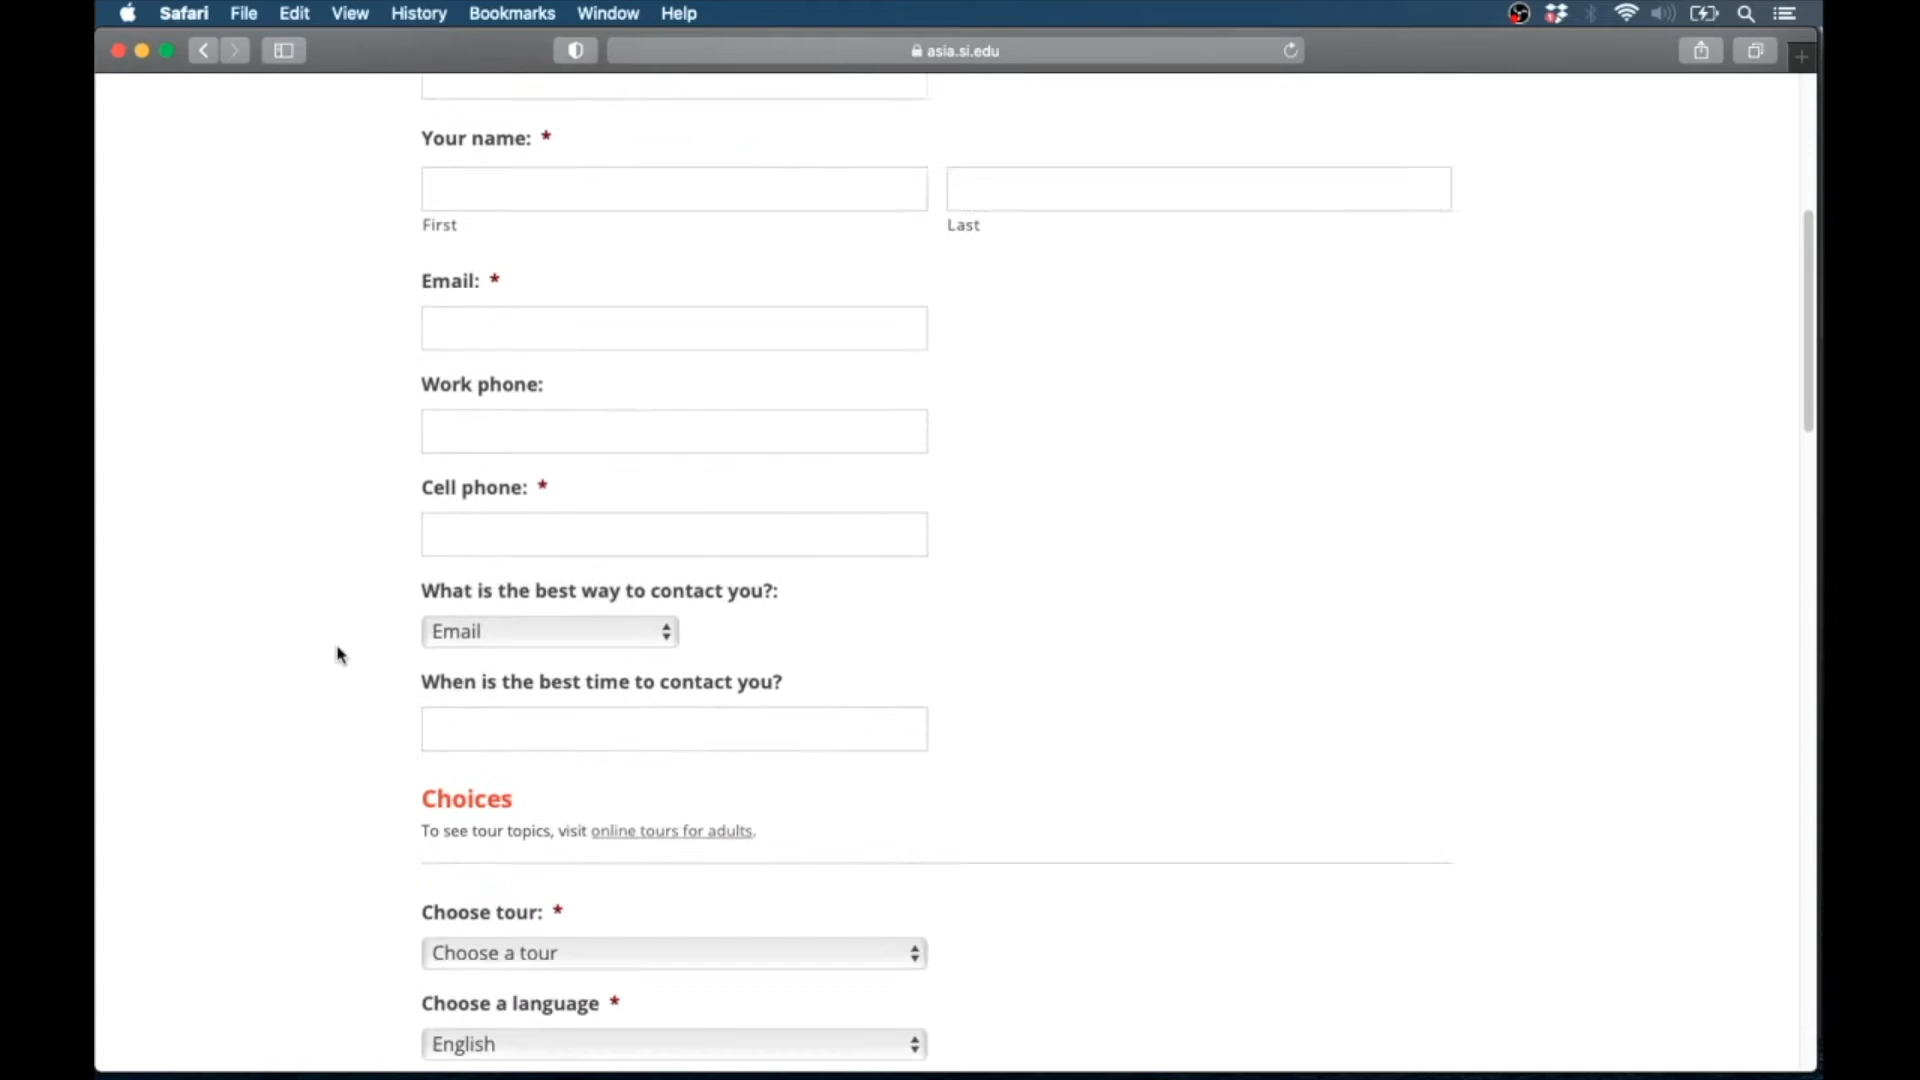 Safari File Edit View History Bookmarks Window Help
asia.si.edu
Your name: *
First Last
Email: *
Work phone:
Cell phone: *
What is the best way to contact you?:
Email
When is the best time to contact you?
Choices
To see tour topics, visit online tours for adults.
Choose tour: *
Choose a tour
Choose a language *
English